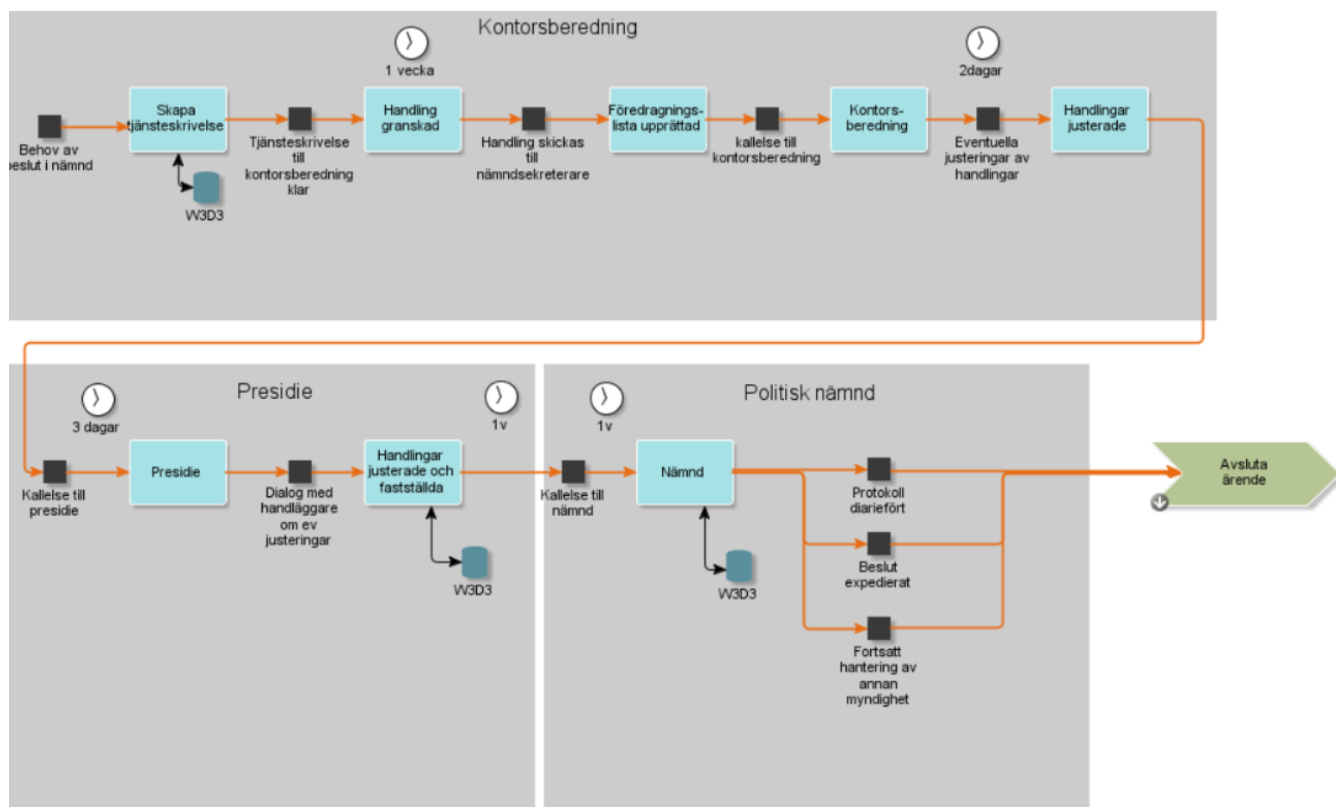 Kontorsberedning
1 vecka
2dagar
Skapa
tjänsteskrivelse
Handling
granskad
Föredragnings-
lista upprättad
Kontors-
beredning
Handlingar
justerade
Behov av
beslut i nämnd
Tjänsteskrivelse
till
kontorsberedning
klar
Handling skickas
till
nämndsekreterare
kallelse till
kontorsberedning
Eventuella
justeringar av
handlingar
W3D3
Presidie
3 dagar
1v
Kallelse till
presidie
Presidie
Dialog med
handläggare
om ev
justeringar
Handlingar
justerade och
fastställda
W3D3
Politisk nämnd
1v
Kallelse till
nämnd
Nämnd
W3D3
Protokoll
diariefört
Beslut
expedierat
Fortsatt
hantering av
annan
myndighet
Avsluta
ärende